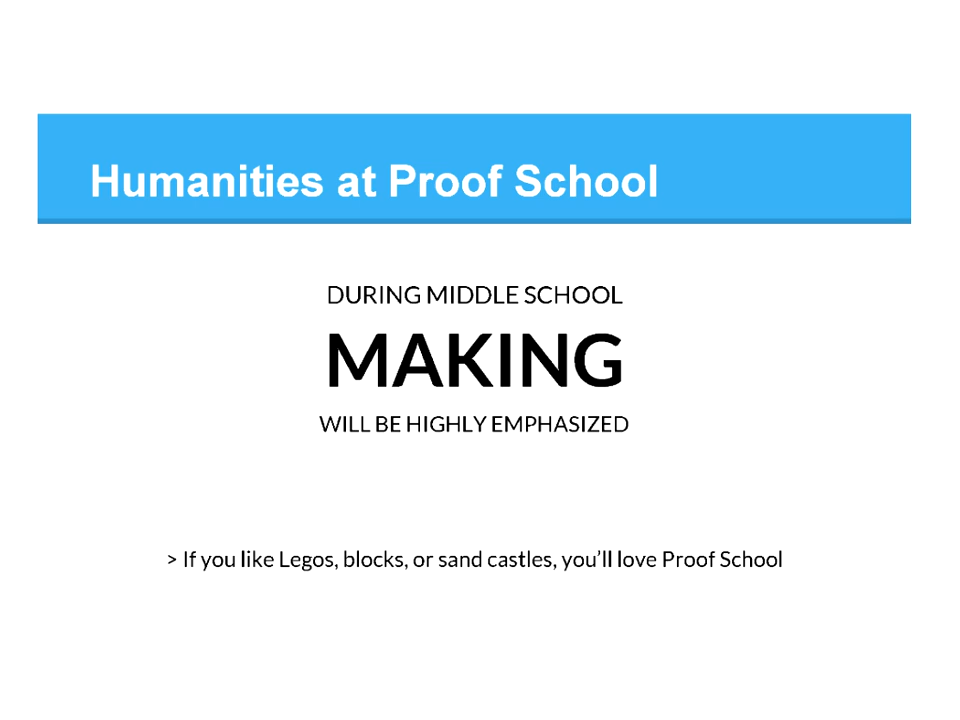 Humanities at Proof School
DURING MIDDLE SCHOOL
MAKING
WILL BE HIGHLY EMPHASIZED
> If you like Legos, blocks, or sand castles, you’ll love Proof School